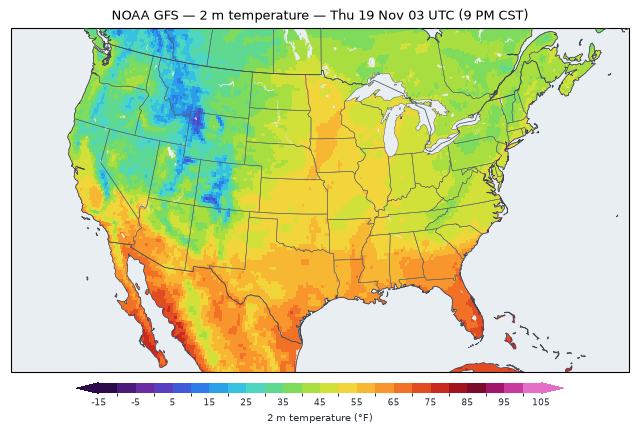 NOAA GFS — 2 m temperature — Thu 19 Nov 03 UTC (9 PM CST)
-15 -5 5 15 25 35 45 55 65 75 85 95 105
2 m temperature (°F)